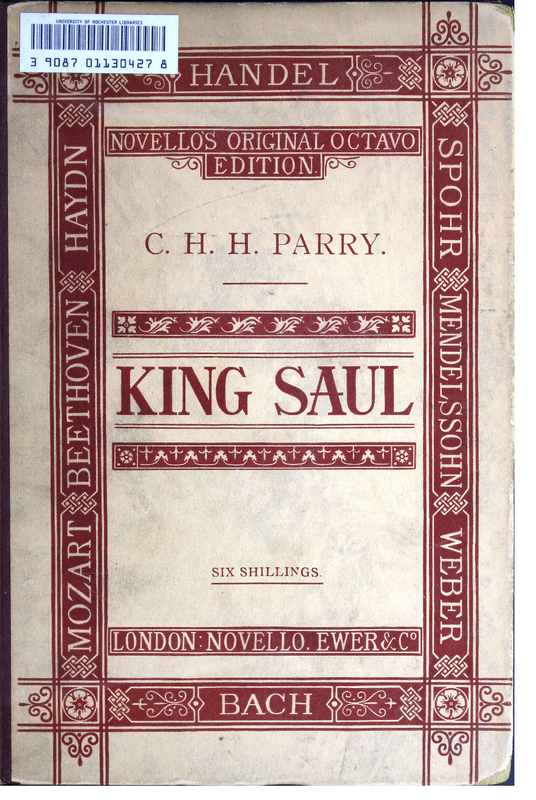 UNIVERSITY OF ROCHESTER LIBRARIES
3 9087 01130427 8
HANDEL
NOVELLO'S ORIGINAL OCTAVO
EDITION.
HAYDN
BEETHOVEN
MOZART
SPOHR
MENDELSSOHN
WEBER
C. H. H. PARRY.
KING SAUL
SIX SHILLINGS.
LONDON: NOVELLO. EWER & Cº
BACH